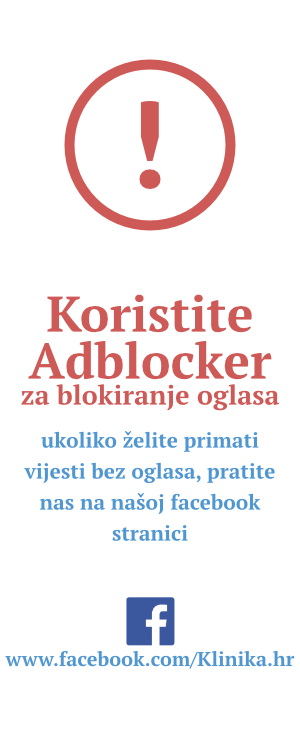 Koristite
Adblocker
za blokiranje oglasa
ukoliko želite primati
vijesti bez oglasa, pratite
nas na našoj facebook
stranici
www.facebook.com/Klinika.hr